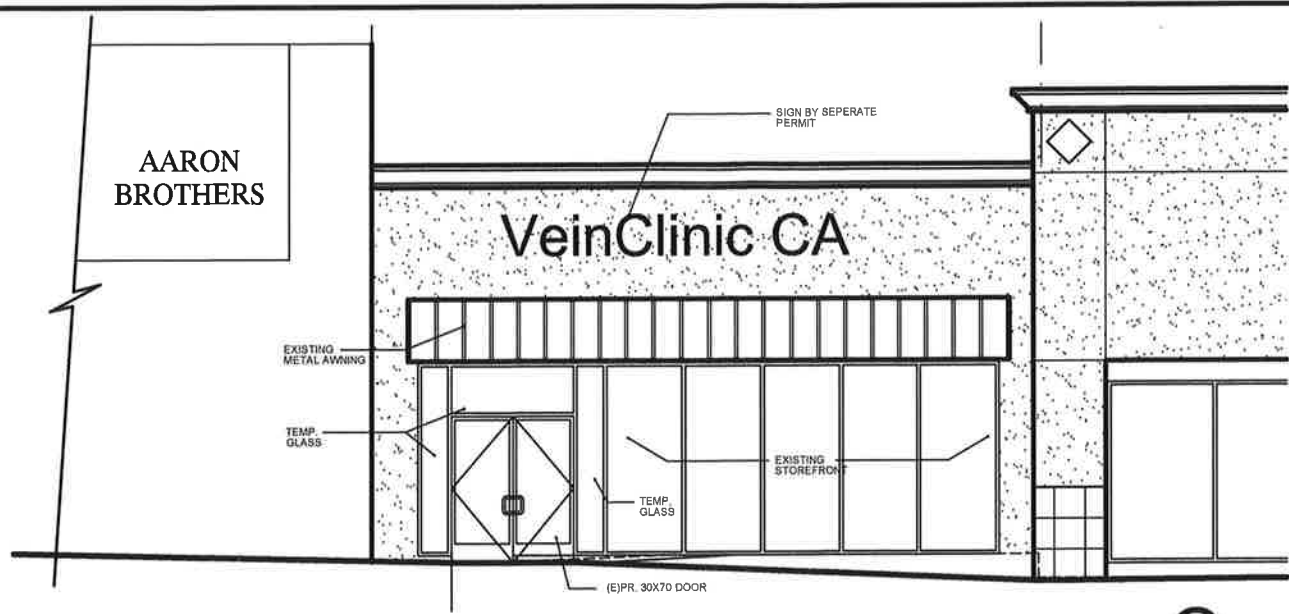 SIGN BY SEPERATE
PERMIT
AARON
BROTHERS
VeinClinic CA
EXISTING
METAL AWNING
TEMP.
GLASS
EXISTING
STOREFRONT
TEMP.
GLASS
(E)PR. 30X70 DOOR